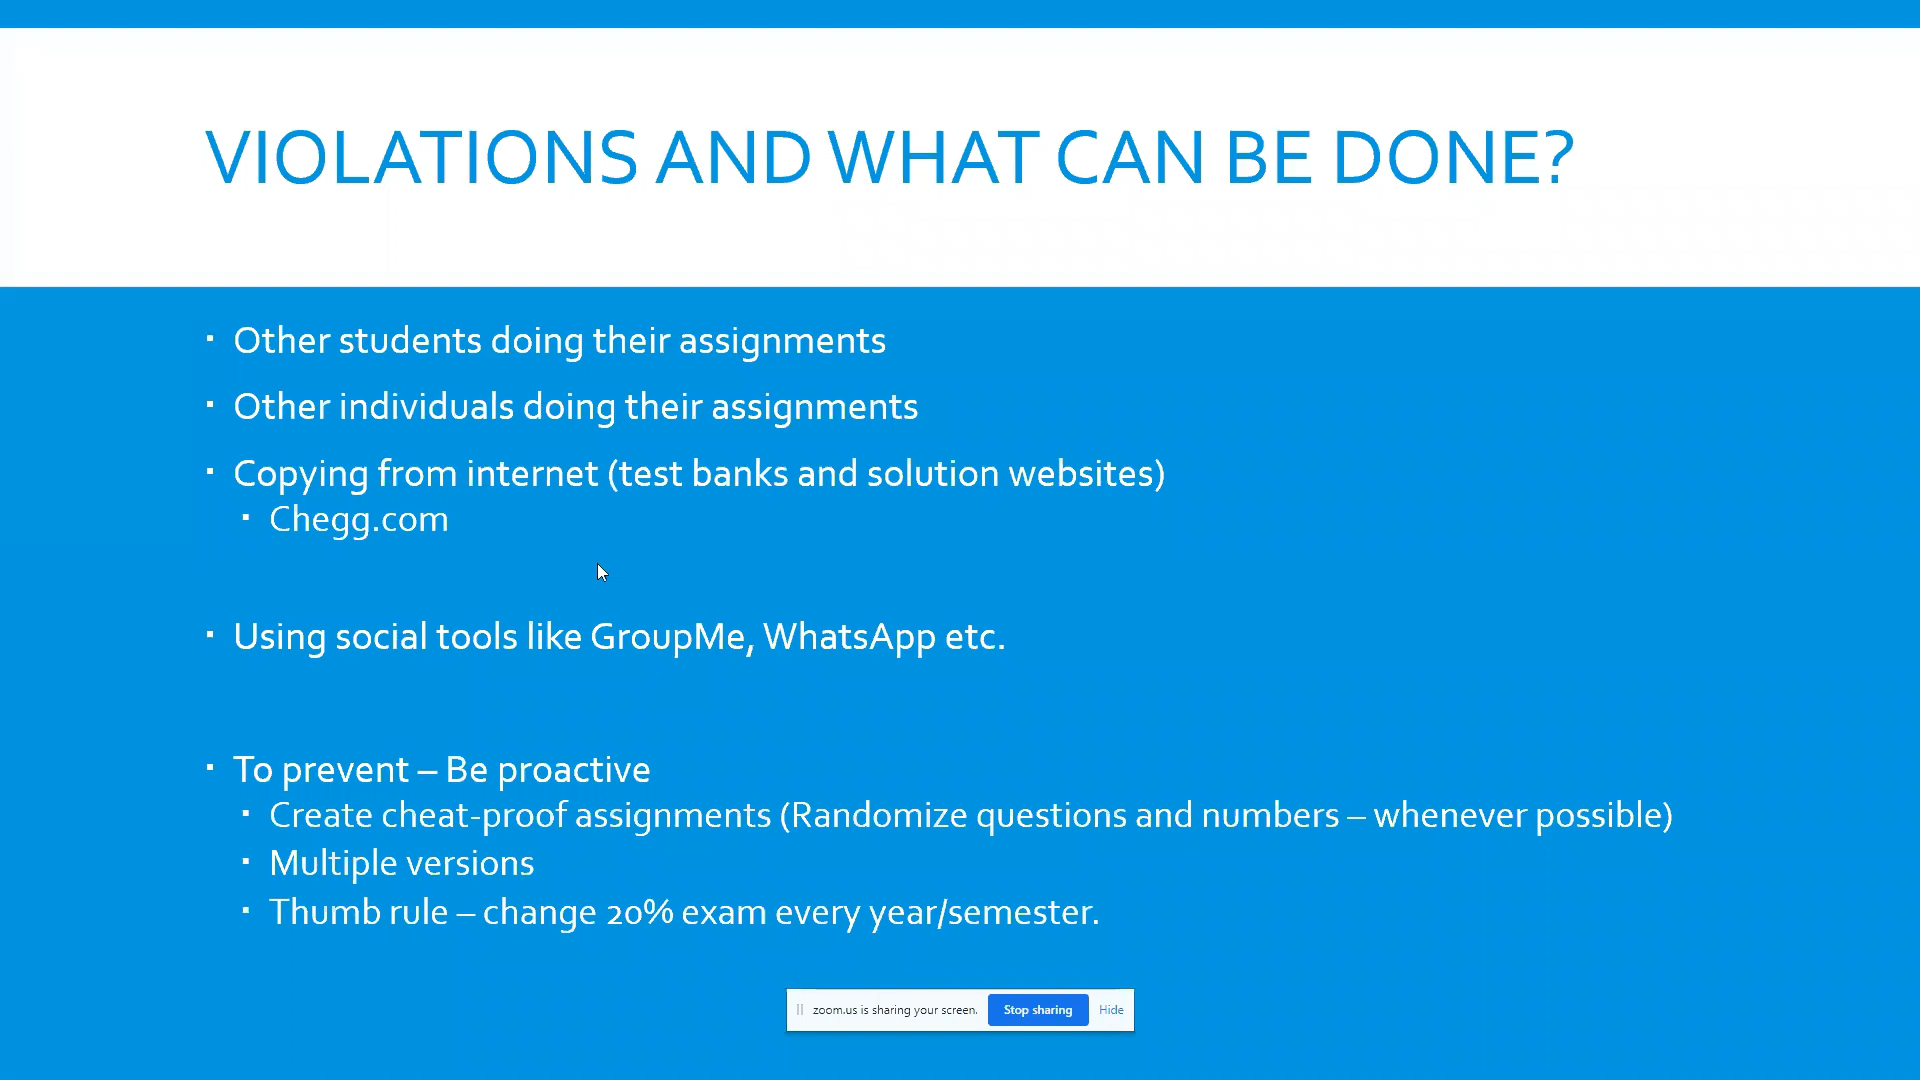 VIOLATIONS AND WHAT CAN BE DONE?
▪ Other students doing their assignments
▪ Other individuals doing their assignments
▪ Copying from internet (test banks and solution websites)
▪ Chegg.com
▪ Using social tools like GroupMe, WhatsApp etc.
▪ To prevent – Be proactive
▪ Create cheat-proof assignments (Randomize questions and numbers – whenever possible)
▪ Multiple versions
▪ Thumb rule – change 20% exam every year/semester.
zoom.us is sharing your screen. Stop sharing Hide